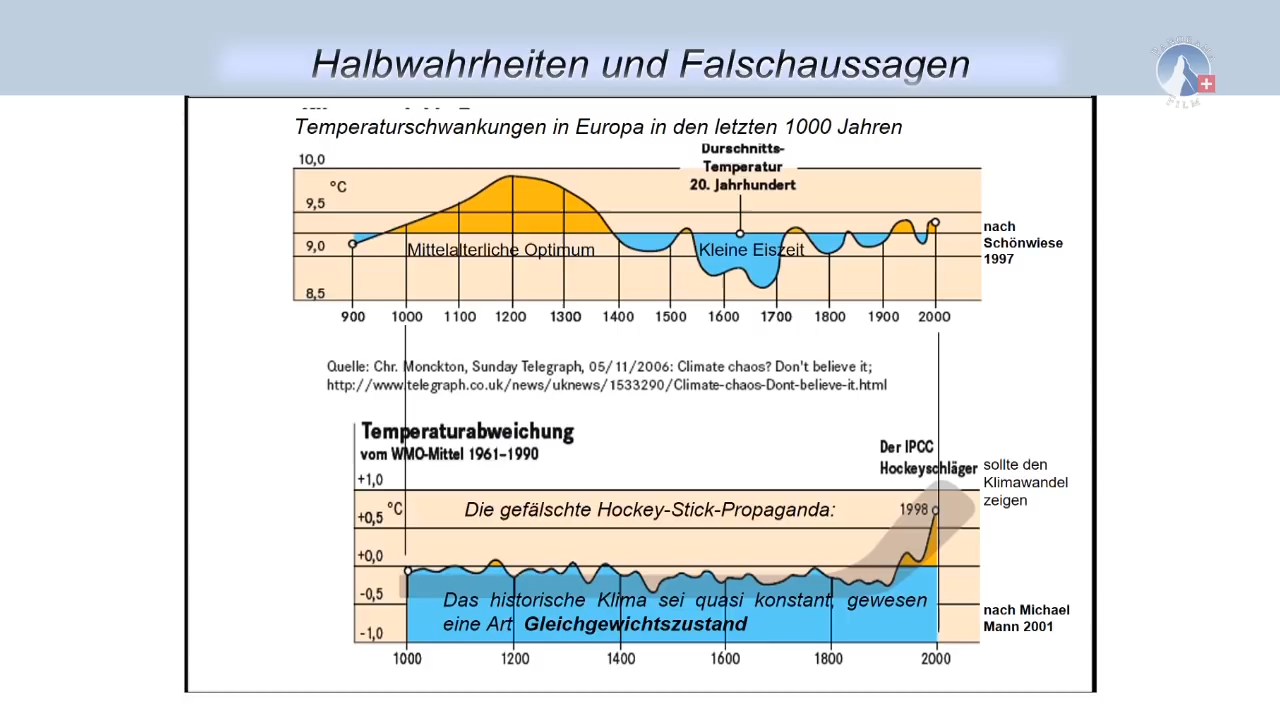 Halbwahrheiten und Falschaussagen
PANORAMA
FILM
Temperaturschwankungen in Europa in den letzten 1000 Jahren
Durschnitts-
Temperatur
20. Jahrhundert
10,0
°C
9,5
9,0
8,5
Mittelalterliche Optimum
Kleine Eiszeit
nach
Schönwiese
1997
900 1000 1100 1200 1300 1400 1500 1600 1700 1800 1900 2000
Quelle: Chr. Monckton, Sunday Telegraph, 05/11/2006: Climate chaos? Don't believe it;
http://www.telegraph.co.uk/news/uknews/1533290/Climate-chaos-Dont-believe-it.html
Temperaturabweichung
vom WMO-Mittel 1961–1990
Der IPCC
Hockeyschläger
sollte den
Klimawandel
zeigen
+1,0
°C
+0,5
+0,0
-0,5
-1,0
Die gefälschte Hockey-Stick-Propaganda:
1998
Das historische Klima sei quasi konstant, gewesen
eine Art Gleichgewichtszustand
nach Michael
Mann 2001
1000 1200 1400 1600 1800 2000